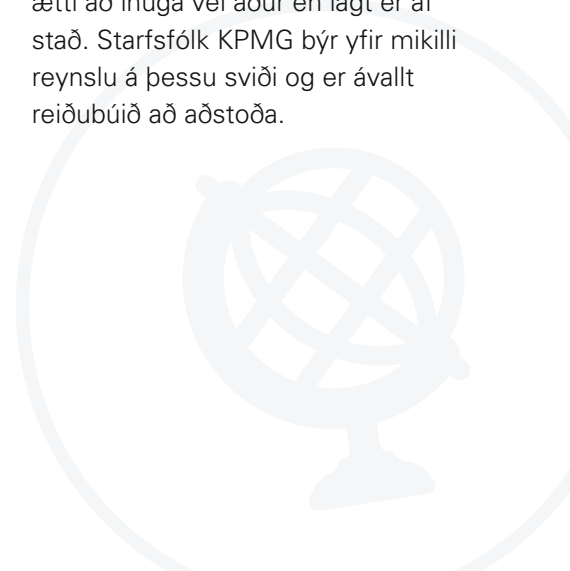 ætti að íhuga vel áður en lagt er af
stað. Starfsfólk KPMG býr yfir mikilli
reynslu á þessu sviði og er ávallt
reiðubúið að aðstoða.